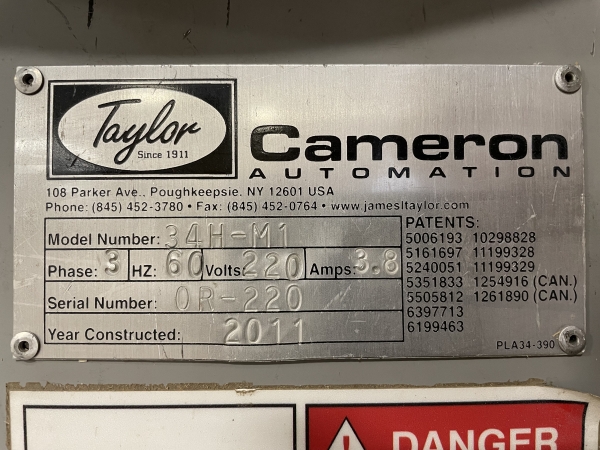 Taylor
Since 1911
Cameron
AUTOMATION
108 Parker Ave., Poughkeepsie, NY 12601 USA
Phone: (845) 452-3780 • Fax: (845) 452-0764 • www.jamesltaylor.com
Model Number: 34H-M1
Phase: 3 HZ: 60 Volts: 220 Amps: 3.8
Serial Number: OR-220
Year Constructed: 2011
PATENTS:
5006193 10298828
5161697 11199328
5240051 11199329
5351833 1254916 (CAN.)
5505812 1261890 (CAN.)
6397713
6199463
PLA34-390
DANGER